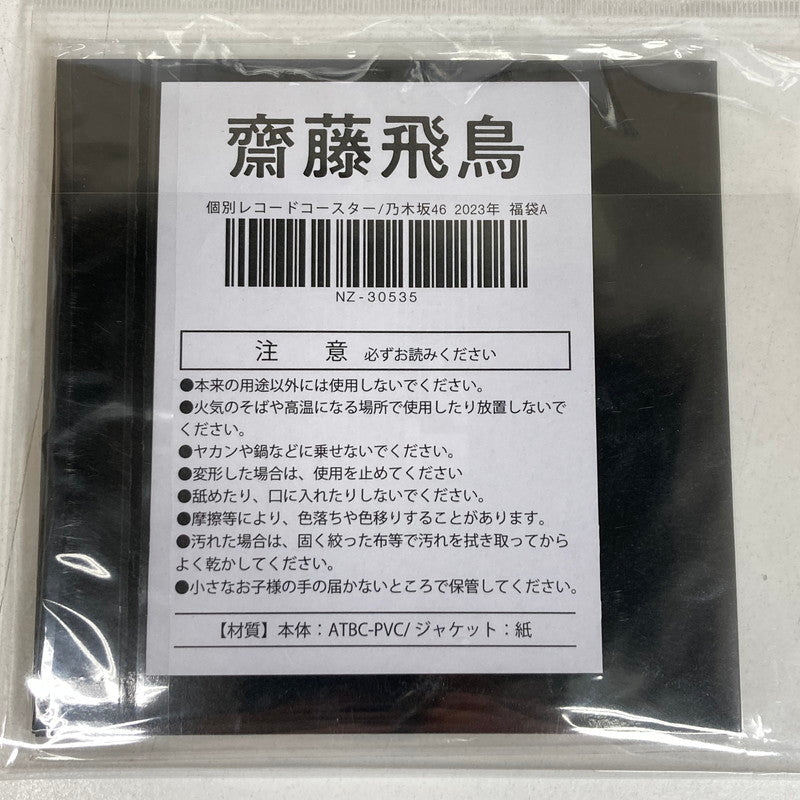 齋藤飛鳥
個別レコードコースター/乃木坂46 2023年 福袋A
NZ-30535
注 意 必ずお読みください
●本来の用途以外には使用しないでください。
●火気のそばや高温になる場所で使用したり放置しないで
ください。
●ヤカンや鍋などに乗せないでください。
●変形した場合は、使用を止めてください
●舐めたり、口に入れたりしないでください。
●摩擦等により、色落ちや色移りすることがあります。
●汚れた場合は、固く絞った布等で汚れを拭き取ってから
よく乾かしてください。
●小さなお子様の手の届かないところで保管してください。
【材質】本体：ATBC-PVC/ ジャケット：紙